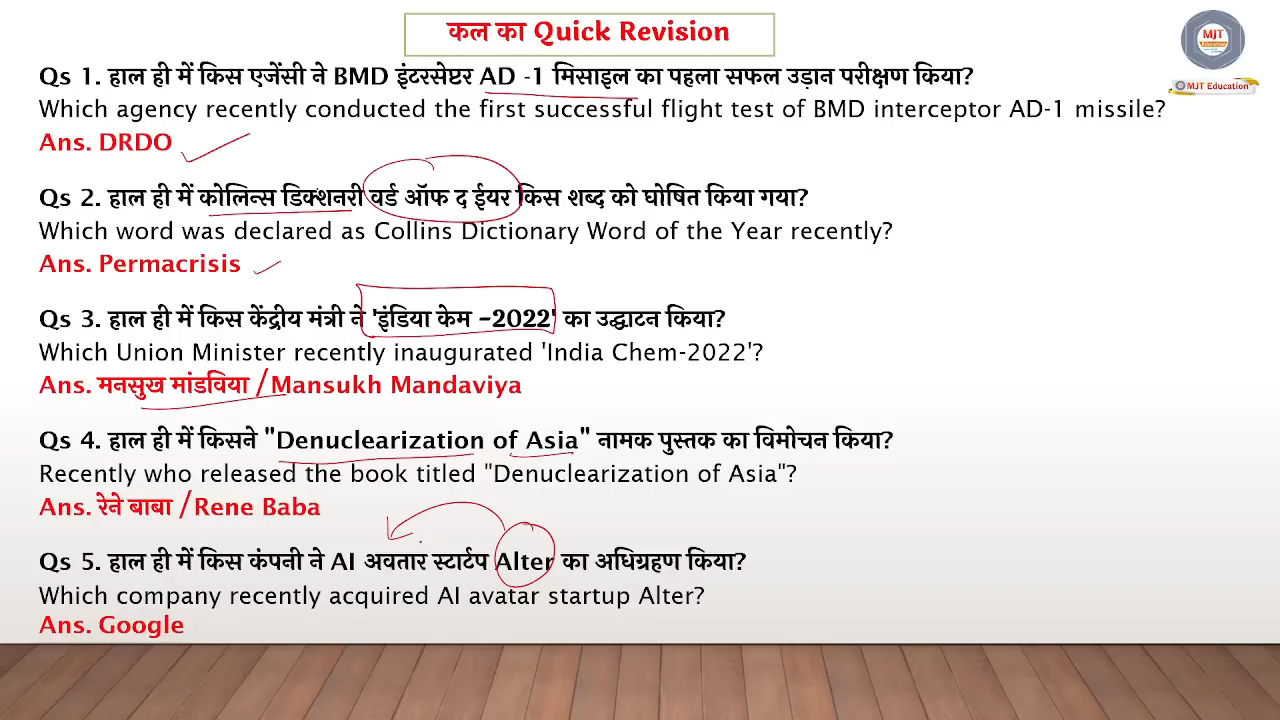 कल का Quick Revision
MJT
Education
MJT Education
Qs 1. हाल ही में किस एजेंसी ने BMD इंटरसेप्टर AD -1 मिसाइल का पहला सफल उड़ान परीक्षण किया?
Which agency recently conducted the first successful flight test of BMD interceptor AD-1 missile?
Ans. DRDO
Qs 2. हाल ही में कोलिन्स डिक्शनरी वर्ड ऑफ द ईयर किस शब्द को घोषित किया गया?
Which word was declared as Collins Dictionary Word of the Year recently?
Ans. Permacrisis
Qs 3. हाल ही में किस केंद्रीय मंत्री ने 'इंडिया केम -2022' का उद्घाटन किया?
Which Union Minister recently inaugurated 'India Chem-2022'?
Ans. मनसुख मांडविया /Mansukh Mandaviya
Qs 4. हाल ही में किसने "Denuclearization of Asia" नामक पुस्तक का विमोचन किया?
Recently who released the book titled "Denuclearization of Asia"?
Ans. रेने बाबा /Rene Baba
Qs 5. हाल ही में किस कंपनी ने AI अवतार स्टार्टप Alter का अधिग्रहण किया?
Which company recently acquired AI avatar startup Alter?
Ans. Google